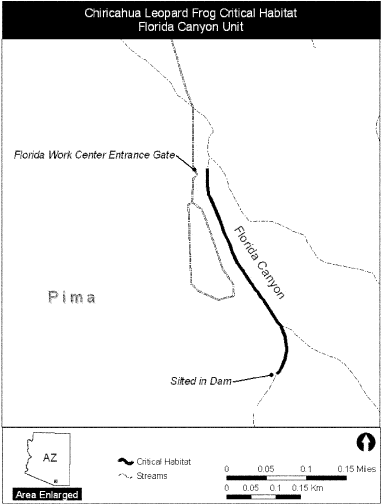 Chiricahua Leopard Frog Critical Habitat
Florida Canyon Unit
Florida Work Center Entrance Gate
Florida Canyon
Pima
Silted in Dam
AZ
Area Enlarged
Critical Habitat
Streams
0 0.05 0.1 0.15 Miles
0 0.05 0.1 0.15 Km